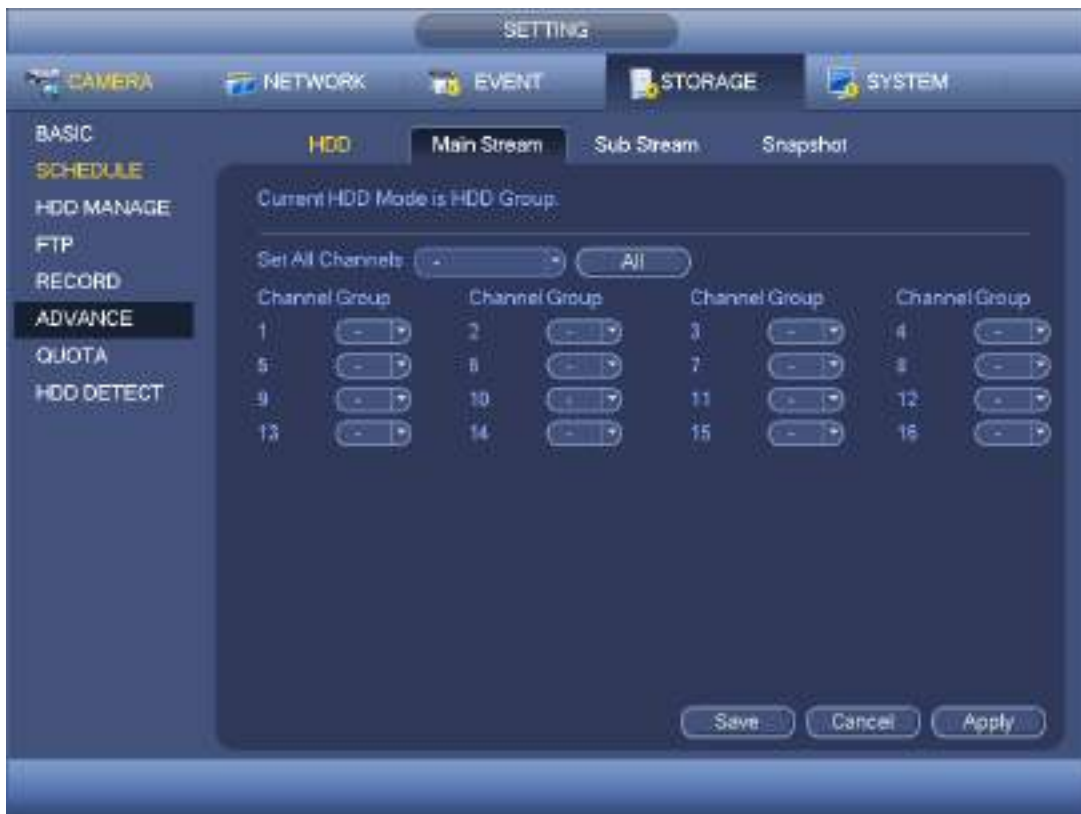 SETTING
CAMERA NETWORK EVENT STORAGE SYSTEM
BASIC
SCHEDULE
HDD MANAGE
FTP
RECORD
ADVANCE
QUOTA
HDD DETECT
HDD Main Stream Sub Stream Snapshot
Current HDD Mode is HDD Group.
Set All Channels - All
Channel Group Channel Group Channel Group Channel Group
1 - 2 - 3 - 4 -
5 - 6 - 7 - 8 -
9 - 10 - 11 - 12 -
13 - 14 - 15 - 16 -
Save Cancel Apply